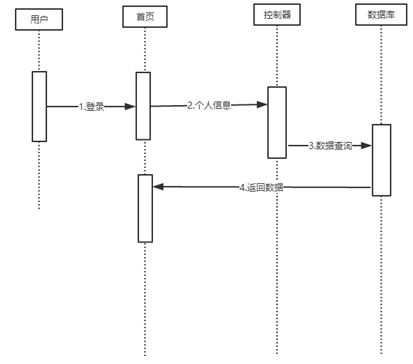 用户
首页
控制器
数据库
1.登录
2.个人信息
3.数据查询
4.返回数据